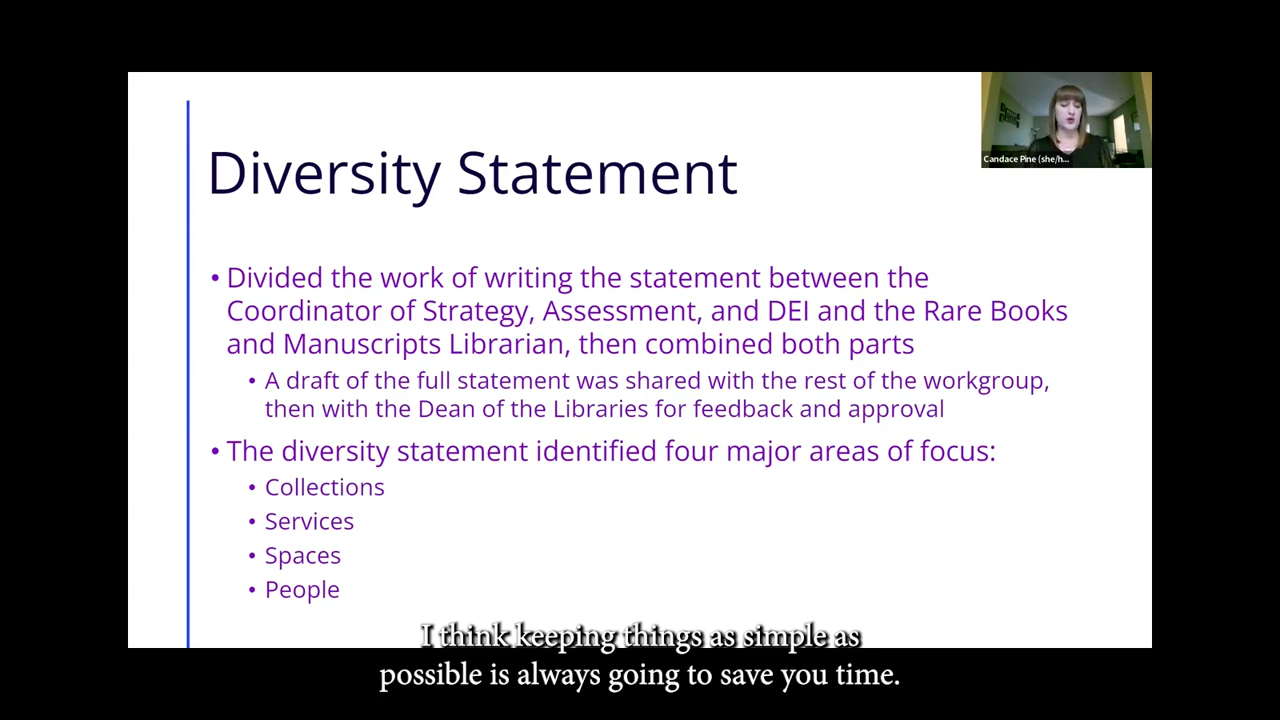 Diversity Statement
Candace Pine (she/h...
• Divided the work of writing the statement between the
Coordinator of Strategy, Assessment, and DEI and the Rare Books
and Manuscripts Librarian, then combined both parts
• A draft of the full statement was shared with the rest of the workgroup,
then with the Dean of the Libraries for feedback and approval
• The diversity statement identified four major areas of focus:
• Collections
• Services
• Spaces
• People
I think keeping things as simple as
possible is always going to save you time.